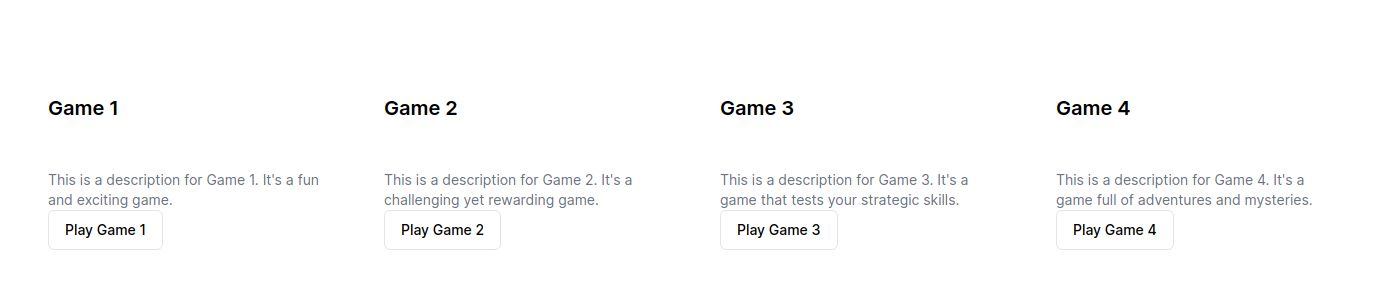 Game 1
This is a description for Game 1. It's a fun
and exciting game.
Play Game 1
Game 2
This is a description for Game 2. It's a
challenging yet rewarding game.
Play Game 2
Game 3
This is a description for Game 3. It's a
game that tests your strategic skills.
Play Game 3
Game 4
This is a description for Game 4. It's a
game full of adventures and mysteries.
Play Game 4